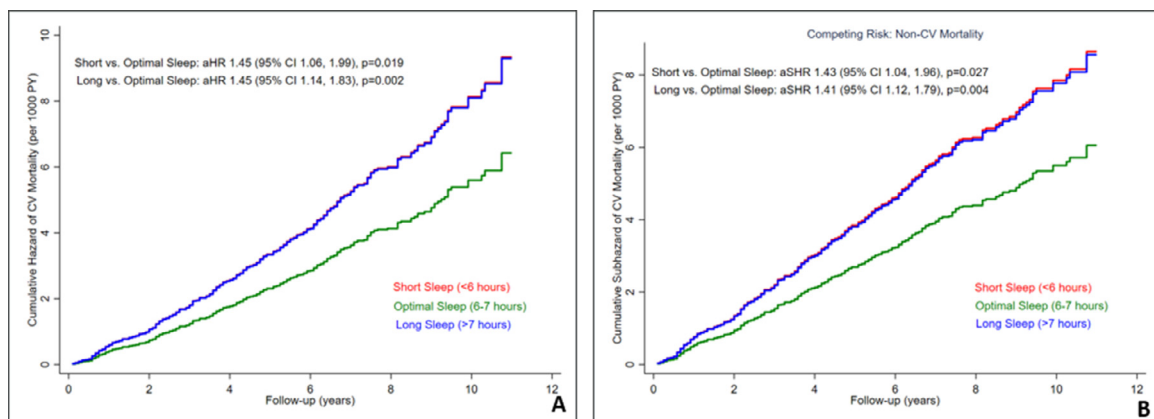 Cumulative Hazard of CV Mortality (per 1000 PY)
10
8
6
4
2
0
Short vs. Optimal Sleep: aHR 1.45 (95% CI 1.06, 1.99), p=0.019
Long vs. Optimal Sleep: aHR 1.45 (95% CI 1.14, 1.83), p=0.002
Short Sleep (<6 hours)
Optimal Sleep (6-7 hours)
Long Sleep (>7 hours)
0 2 4 6 8 10 12
Follow-up (years)
A
Competing Risk: Non-CV Mortality
Cumulative Subhazard of CV Mortality (per 1000 PY)
8
6
4
2
0
Short vs. Optimal Sleep: aSHR 1.43 (95% CI 1.04, 1.96), p=0.027
Long vs. Optimal Sleep: aSHR 1.41 (95% CI 1.12, 1.79), p=0.004
Short Sleep (<6 hours)
Optimal Sleep (6-7 hours)
Long Sleep (>7 hours)
0 2 4 6 8 10 12
Follow-up (years)
B